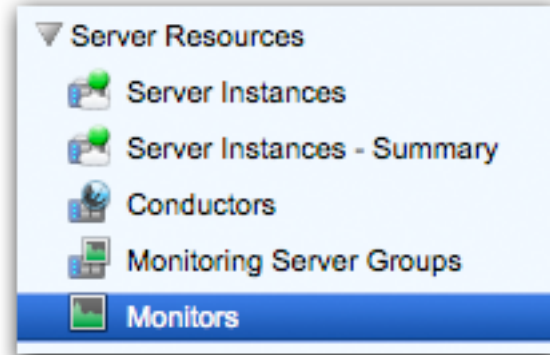 Server Resources
Server Instances
Server Instances - Summary
Conductors
Monitoring Server Groups
Monitors